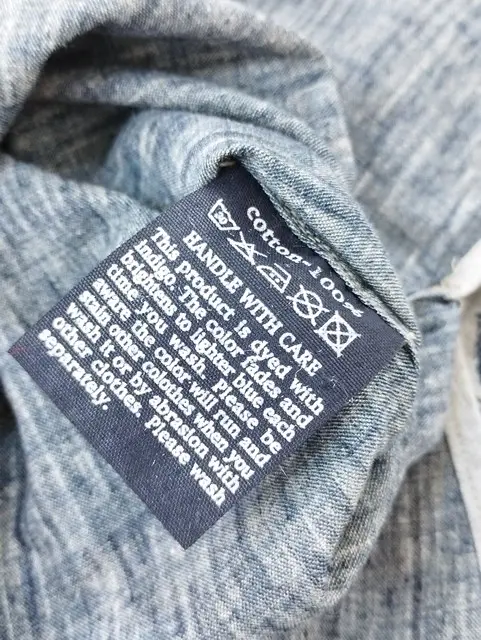 cotton-100%
30
HANDLE WITH CARE
This product is dyed with
indigo. The color fades and
brightens to lighter blue each
time you wash. please be
aware the color will run and
stain other colothes when you
wash it or by abrasion with
other clothes. please wash
separately.